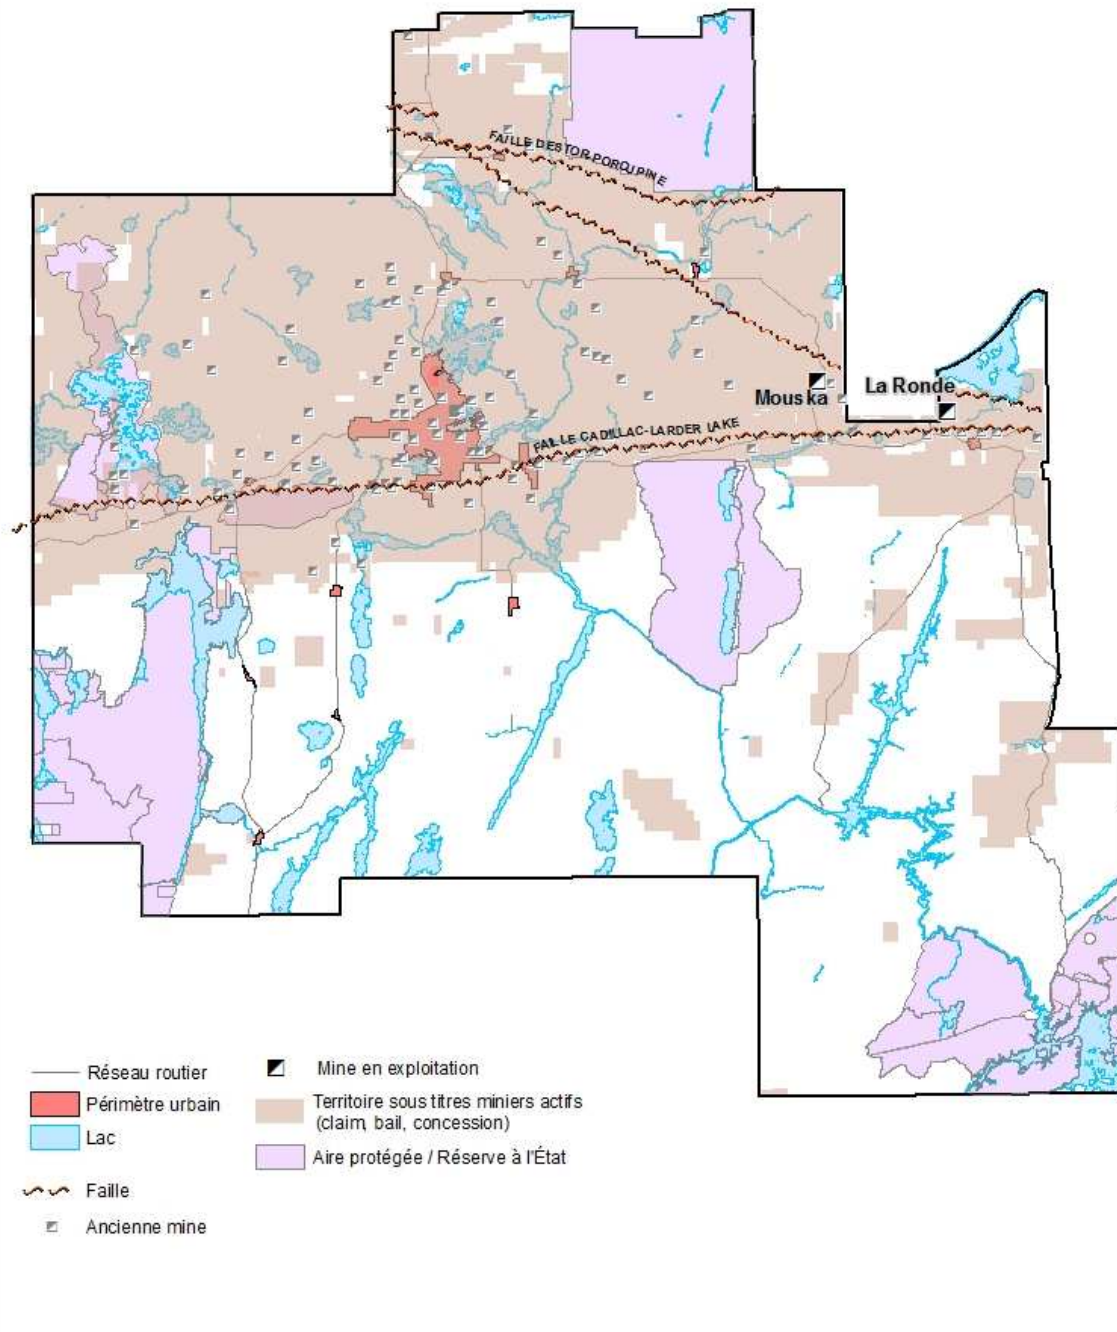 FAILLE DESTOR-PORCUPINE
La Ronde
Mouska
FAILLE CADILLAC-LARDER LAKE
Réseau routier
Périmètre urbain
Lac
Faille
Ancienne mine
Mine en exploitation
Territoire sous titres miniers actifs
(claim, bail, concession)
Aire protégée / Réserve à l'État